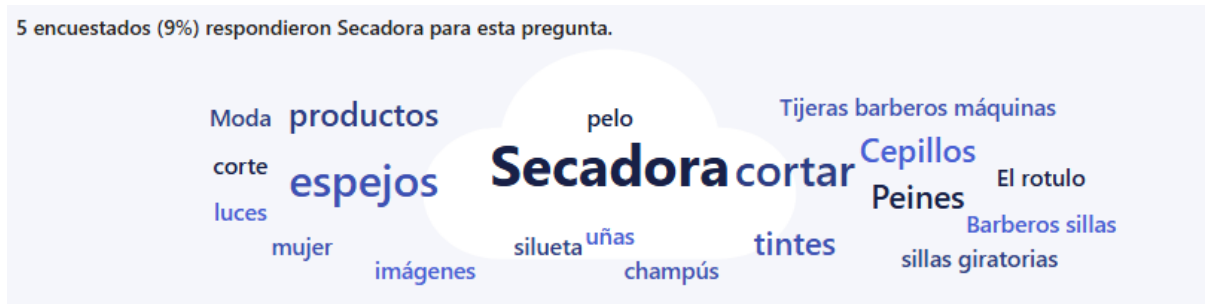 5 encuestados (9%) respondieron Secadora para esta pregunta.
Moda productos pelo Tijeras barberos máquinas
corte espejos Secadora cortar Cepillos
Peines El rotulo
luces Barberos sillas
mujer silueta uñas tintes sillas giratorias
imágenes champús